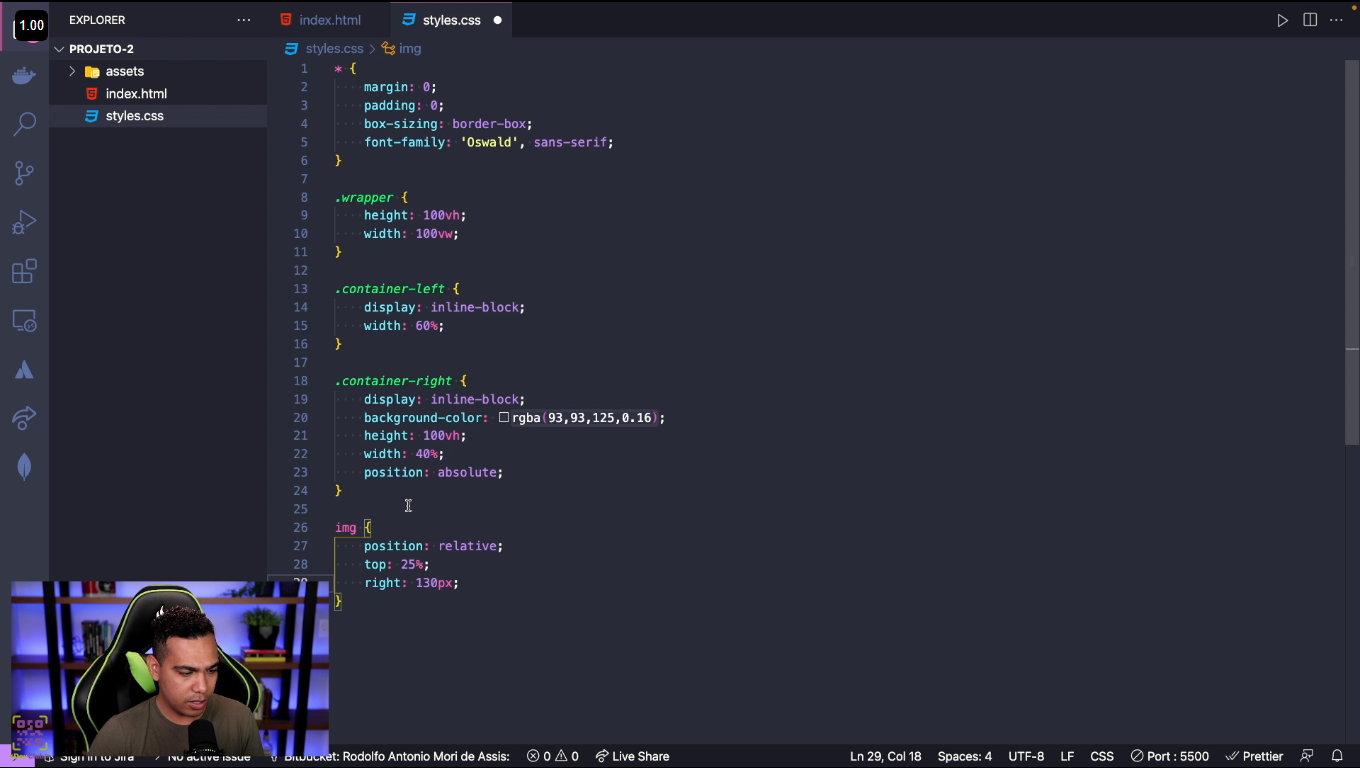 1.00
EXPLORER
index.html
styles.css
PROJETO-2
assets
index.html
styles.css
styles.css > img
1 * {
2 margin: 0;
3 padding: 0;
4 box-sizing: border-box;
5 font-family: 'Oswald', sans-serif;
6 }
7
8 .wrapper {
9 height: 100vh;
10 width: 100vw;
11 }
12
13 .container-left {
14 display: inline-block;
15 width: 60%;
16 }
17
18 .container-right {
19 display: inline-block;
20 background-color: rgba(93,93,125,0.16);
21 height: 100vh;
22 width: 40%;
23 position: absolute;
24 }
25
26 img {
27 position: relative;
28 top: 25%;
29 right: 130px;
}
Sign in to Jira No active issue Bitbucket: Rodolfo Antonio Mori de Assis: 0 0 Live Share Ln 29, Col 18 Spaces: 4 UTF-8 LF CSS Port : 5500 Prettier